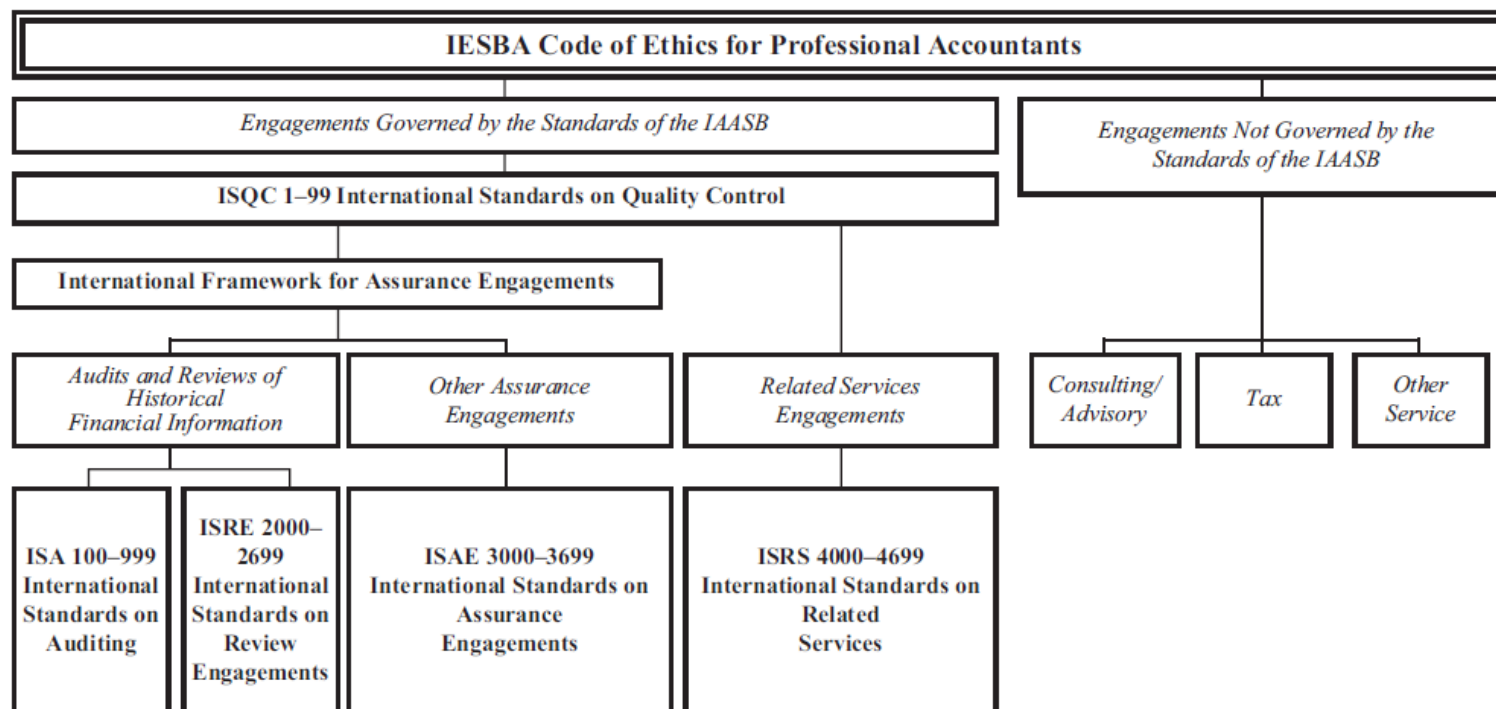 IESBA Code of Ethics for Professional Accountants
Engagements Governed by the Standards of the IAASB
Engagements Not Governed by the
Standards of the IAASB
ISQC 1–99 International Standards on Quality Control
International Framework for Assurance Engagements
Audits and Reviews of
Historical
Financial Information
Other Assurance
Engagements
Related Services
Engagements
Consulting/
Advisory
Tax
Other
Service
ISA 100–999
International
Standards on
Auditing
ISRE 2000–
2699
International
Standards on
Review
Engagements
ISAE 3000–3699
International Standards on
Assurance
Engagements
ISRS 4000–4699
International Standards on
Related
Services